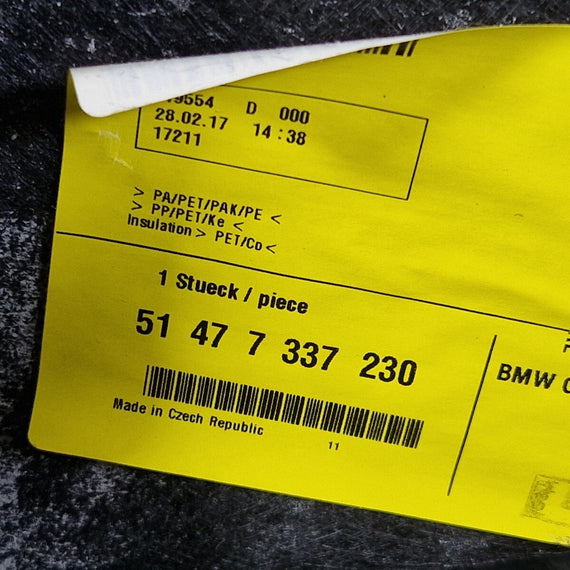 9554 D 000
28.02.17 14:38
17211
> PA/PET/PAK/PE <
> PP/PET/Ke <
Insulation > PET/Co <
1 Stueck / piece
51 47 7 337 230
BMW
Made in Czech Republic
11